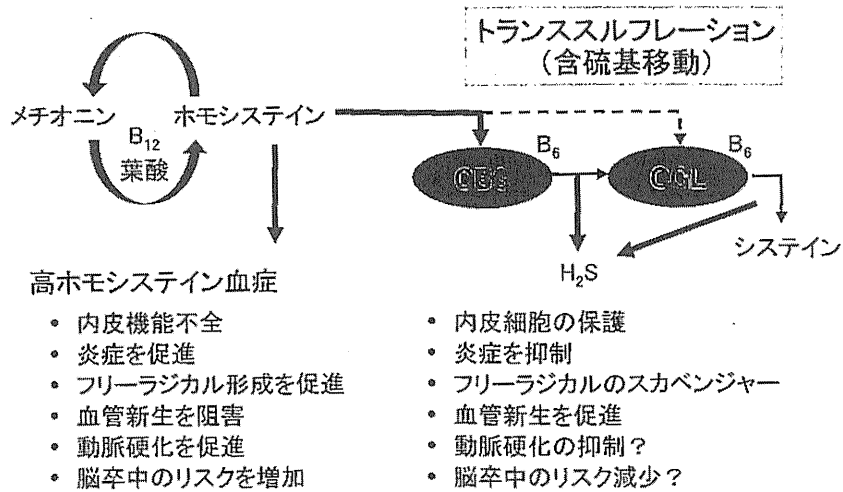 トランススルフレーション
(含硫基移動)
メチオニン
ホモシステイン
B12
葉酸
B6
CBS
B6
システイン
H2S
高ホモシステイン血症
• 内皮機能不全
• 炎症を促進
• フリーラジカル形成を促進
• 血管新生を阻害
• 動脈硬化を促進
• 脳卒中のリスクを増加
• 内皮細胞の保護
• 炎症を抑制
• フリーラジカルのスカベンジャー
• 血管新生を促進
• 動脈硬化の抑制？
• 脳卒中のリスク減少？